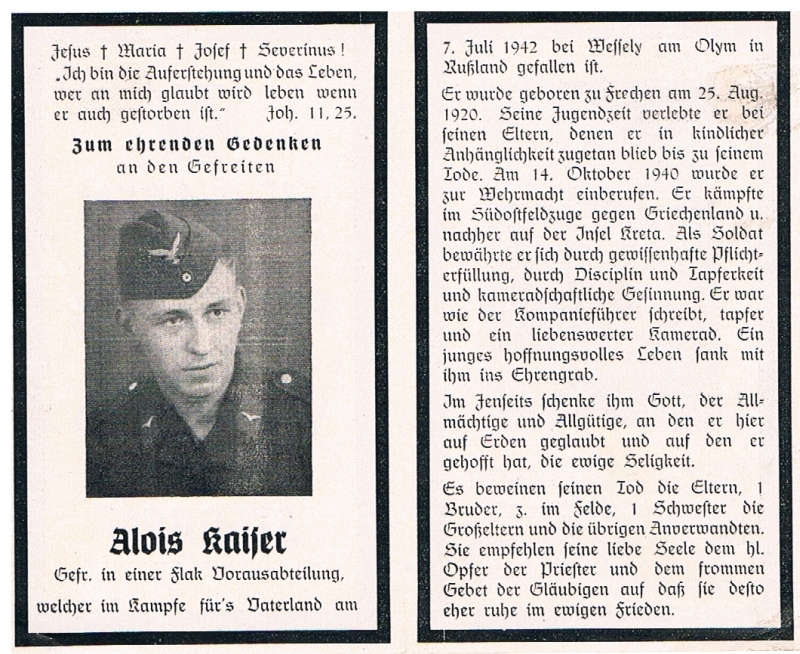 Jesus † Maria † Josef † Severinus!
„Ich bin die Auferstehung und das Leben,
wer an mich glaubt wird leben wenn
er auch gestorben ist.“ Joh. 11, 25.
Zum ehrenden Gedenken
an den Gefreiten
Alois Kaiser
Gefr. in einer Flak Vorausabteilung,
welcher im Kampfe für's Vaterland am
7. Juli 1942 bei Wessely am Olym in
Rußland gefallen ist.
Er wurde geboren zu Frechen am 25. Aug.
1920. Seine Jugendzeit verlebte er bei
seinen Eltern, denen er in kindlicher
Anhänglichkeit zugetan blieb bis zu seinem
Tode. Am 14. Oktober 1940 wurde er
zur Wehrmacht einberufen. Er kämpfte
im Südostfeldzuge gegen Griechenland u.
nachher auf der Insel Kreta. Als Soldat
bewährte er sich durch gewissenhafte Pflicht-
erfüllung, durch Disciplin und Tapferkeit
und kameradschaftliche Gesinnung. Er war
wie der Kompanieführer schreibt, tapfer
und ein liebenswerter Kamerad. Ein
junges hoffnungsvolles Leben sank mit
ihm ins Ehrengrab.
Im Jenseits schenke ihm Gott, der All-
mächtige und Allgütige, an den er hier
auf Erden geglaubt und auf den er
gehofft hat, die ewige Seligkeit.
Es beweinen seinen Tod die Eltern, 1
Bruder, z. im Felde, 1 Schwester die
Großeltern und die übrigen Anverwandten.
Sie empfehlen seine liebe Seele dem hl.
Opfer der Priester und dem frommen
Gebet der Gläubigen auf daß sie desto
eher ruhe im ewigen Frieden.